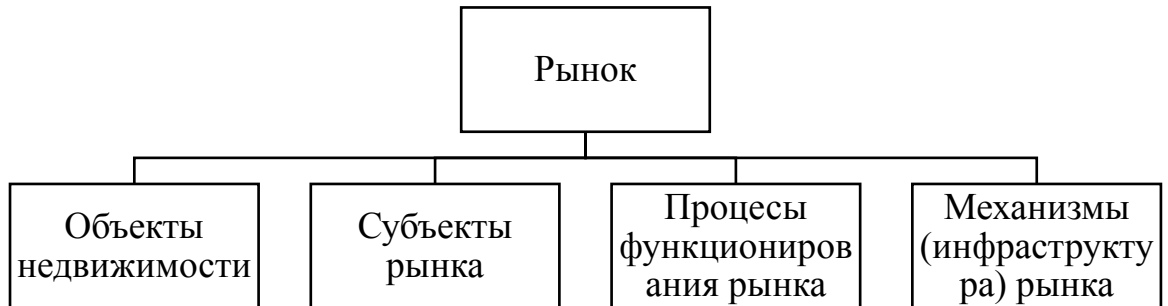 Рынок
Объекты
недвижимости
Субъекты
рынка
Процесы
функциониров
ания рынка
Механизмы
(инфраструкту
ра) рынка